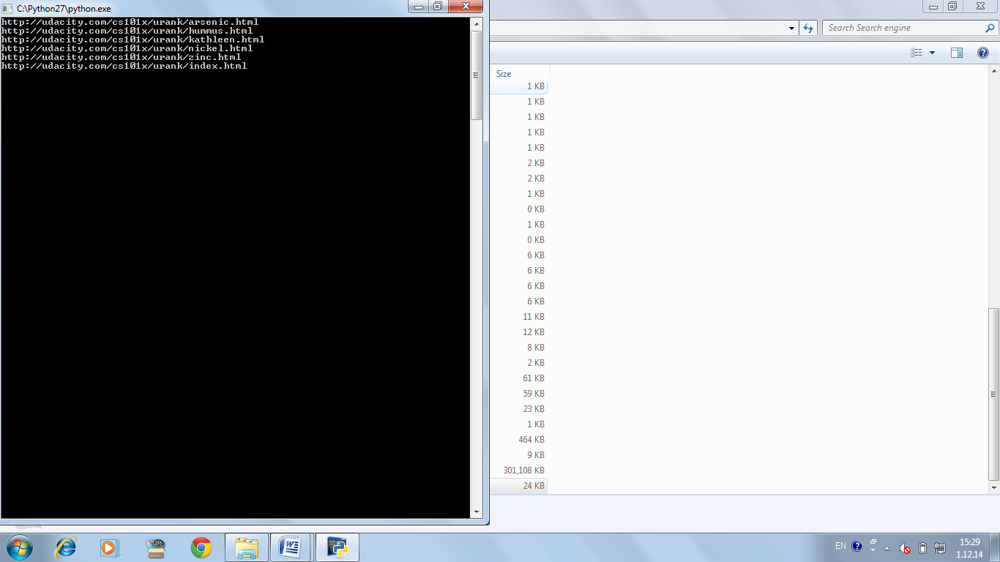 C:\Python27\python.exe
http://udacity.com/cs101x/urank/arsenic.html
http://udacity.com/cs101x/urank/hummus.html
http://udacity.com/cs101x/urank/kathleen.html
http://udacity.com/cs101x/urank/nickel.html
http://udacity.com/cs101x/urank/zinc.html
http://udacity.com/cs101x/urank/index.html
Search Search engine
Size
1 KB
1 KB
1 KB
1 KB
1 KB
2 KB
2 KB
1 KB
0 KB
1 KB
0 KB
6 KB
6 KB
6 KB
6 KB
11 KB
12 KB
8 KB
2 KB
61 KB
59 KB
23 KB
1 KB
464 KB
9 KB
301,108 KB
24 KB
EN
15:29
1.12.14